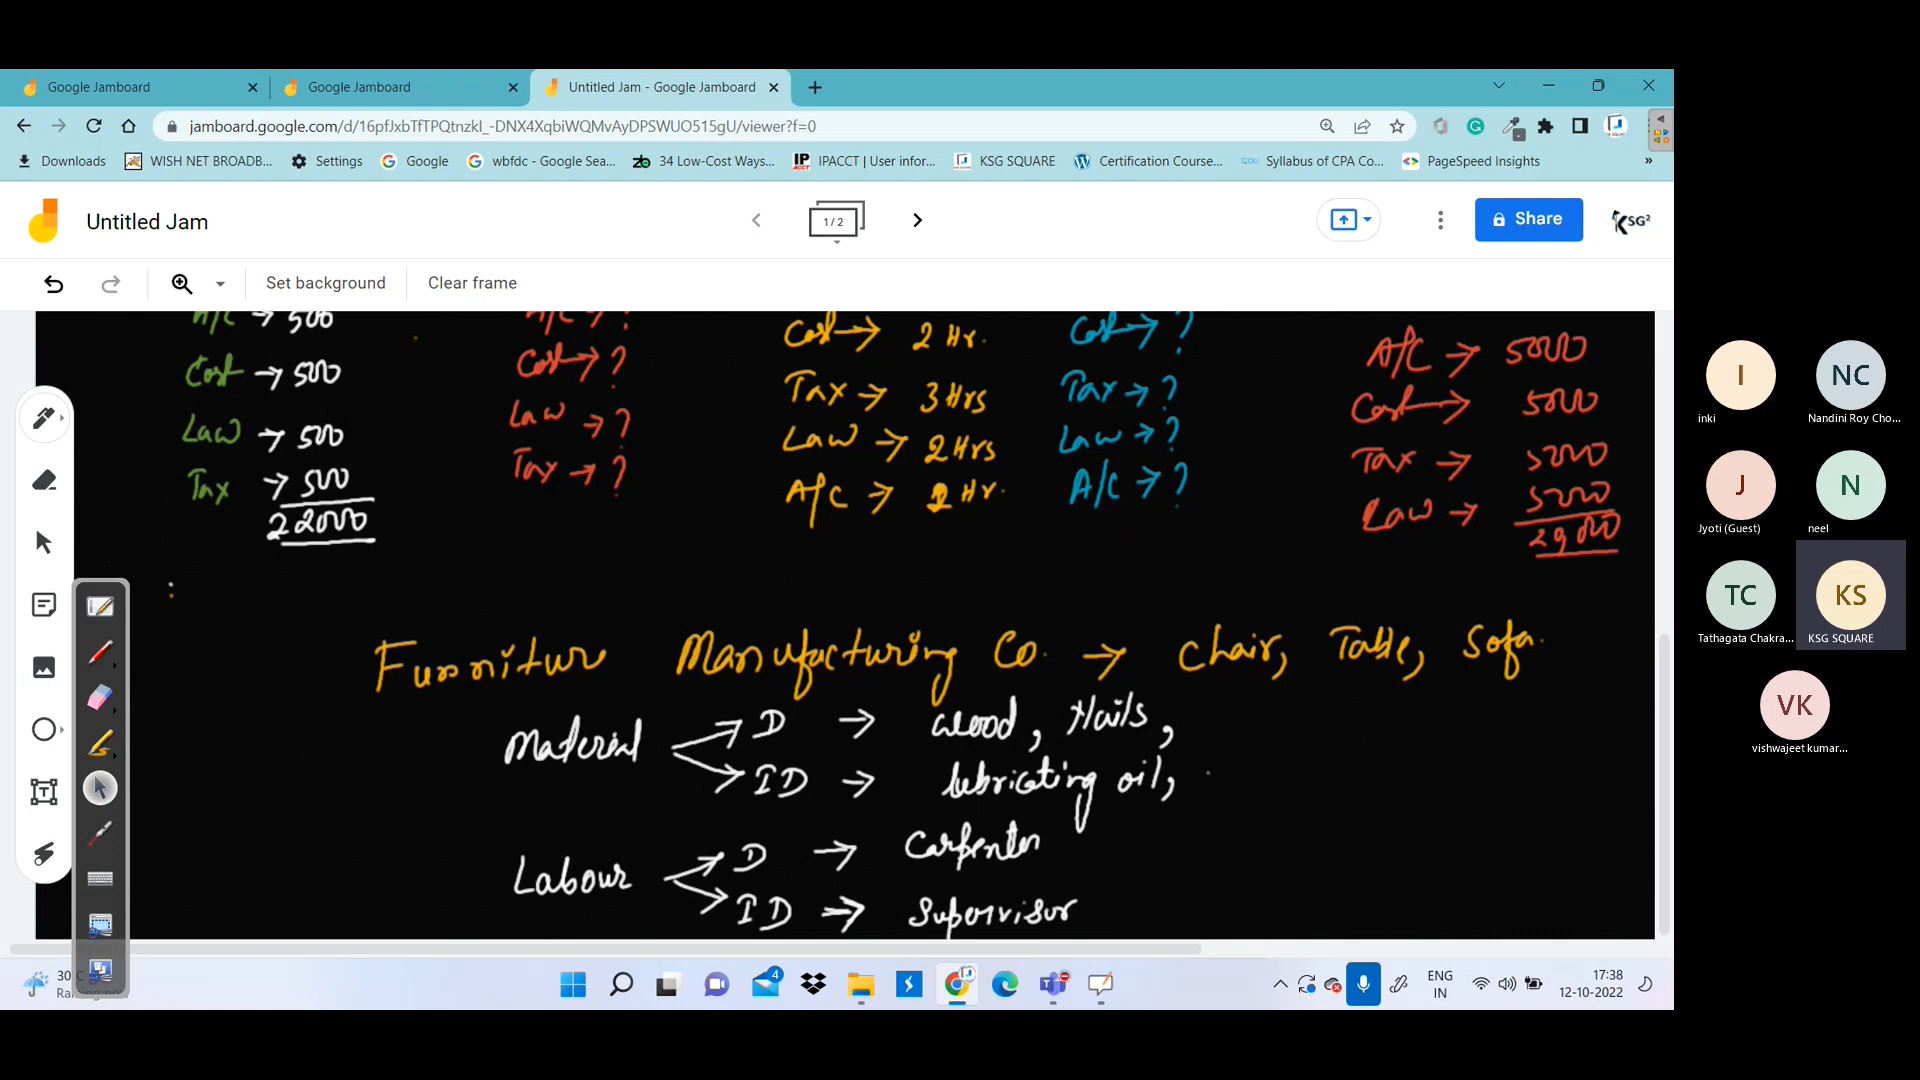 Google Jamboard
Google Jamboard
Untitled Jam - Google Jamboard
jamboard.google.com/d/16pfJxbTfTPQtnzkI_-DNX4XqbiWQMvAyDPSWUO515gU/viewer?f=0
Downloads
WISH NET BROADB...
Settings
Google
wbfdc - Google Sea...
34 Low-Cost Ways...
IPACCT | User infor...
KSG SQUARE
Certification Course...
Syllabus of CPA Co...
PageSpeed Insights
»
Untitled Jam
1 / 2
Share
KSG²
Set background
Clear frame
A/C → 500
Cost → 500
Law → 500
Tax → 500
22000
A/C → ?
Cost → ?
Law → ?
Tax → ?
Cost → 2 Hr.
Tax → 3 Hrs
Law → 2 Hrs
A/C → 2 Hr.
Cost → ?
Tax → ?
Law → ?
A/C → ?
A/C → 5000
Cost → 5000
Tax → 5000
Law → 5000
29000
Furniture Manufacturing Co. → Chair, Table, Sofa.
Material D → Wood, Nails,
ID → lubricating oil,
Labour D → Carpenter
ID → Supervisor
I
inki
NC
Nandini Roy Cho...
J
Jyoti (Guest)
N
neel
TC
Tathagata Chakra...
KS
KSG SQUARE
VK
vishwajeet kumar...
30
4
ENG
IN
17:38
12-10-2022